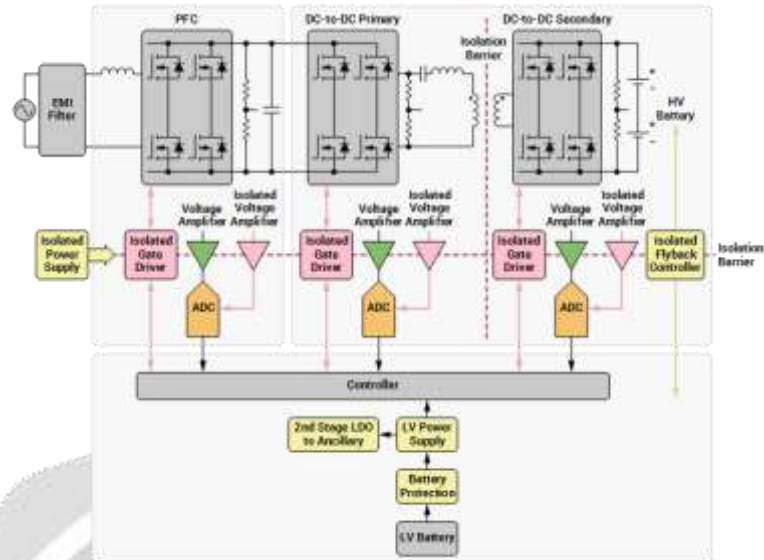 PFC
DC-to-DC Primary
DC-to-DC Secondary
Isolation
Barrier
EMI
Filter
HV
Battery
Voltage
Amplifier
Isolated
Voltage
Amplifier
Voltage
Amplifier
Isolated
Voltage
Amplifier
Voltage
Amplifier
Isolated
Voltage
Amplifier
Isolated
Power
Supply
Isolated
Gate
Driver
Isolated
Gate
Driver
Isolated
Gate
Driver
Isolated
Flyback
Controller
Isolation
Barrier
ADC
ADC
ADC
Controller
2nd Stage LDO
to Ancillary
LV Power
Supply
Battery
Protection
LV Battery